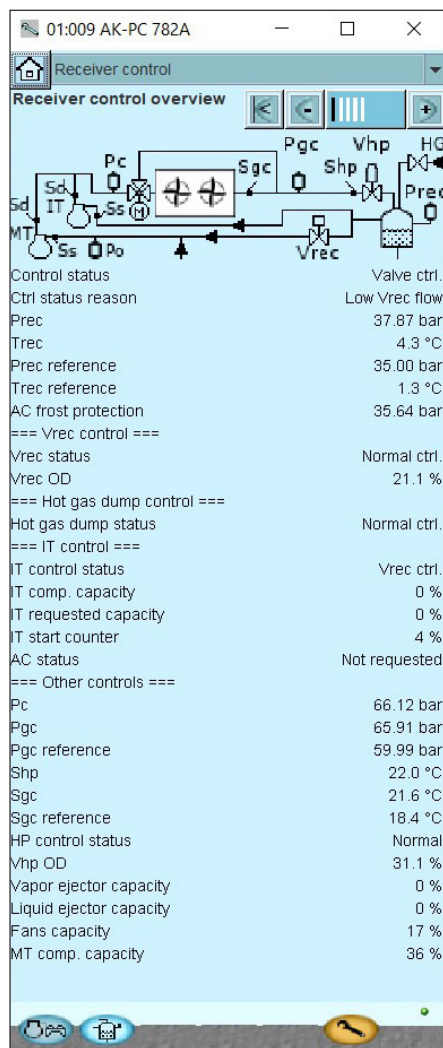 01:009 AK-PC 782A
Receiver control
Receiver control overview
Pgc Vhp HG
Pc Sgc Shp Prec
Sd
IT Ss M
Sd
MT
Ss Po Vrec
Control status Valve ctrl.
Ctrl status reason Low Vrec flow
Prec 37.87 bar
Trec 4.3 °C
Prec reference 35.00 bar
Trec reference 1.3 °C
AC frost protection 35.64 bar
=== Vrec control ===
Vrec status Normal ctrl.
Vrec OD 21.1 %
=== Hot gas dump control ===
Hot gas dump status Normal ctrl.
=== IT control ===
IT control status Vrec ctrl.
IT comp. capacity 0 %
IT requested capacity 0 %
IT start counter 4 %
AC status Not requested
=== Other controls ===
Pc 66.12 bar
Pgc 65.91 bar
Pgc reference 59.99 bar
Shp 22.0 °C
Sgc 21.6 °C
Sgc reference 18.4 °C
HP control status Normal
Vhp OD 31.1 %
Vapor ejector capacity 0 %
Liquid ejector capacity 0 %
Fans capacity 17 %
MT comp. capacity 36 %